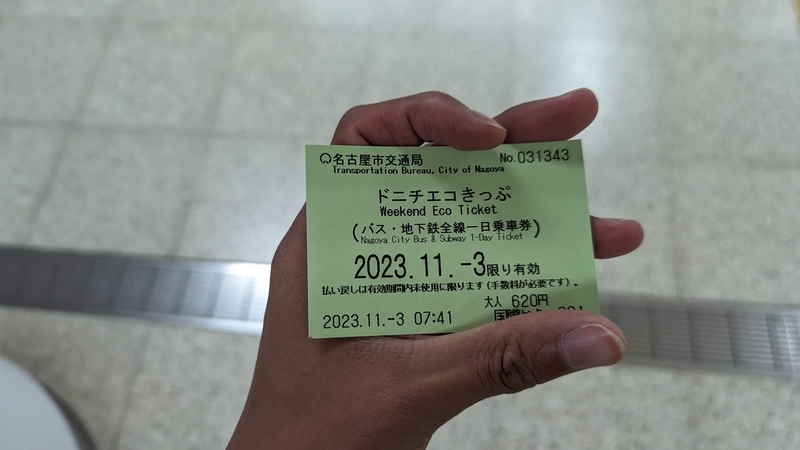 名古屋市交通局 No.031343
Transportation Bureau, City of Nagoya
ドニチエコきっぷ
Weekend Eco Ticket
(バス・地下鉄全線一日乗車券)
Nagoya City Bus & Subway 1-Day Ticket
2023.11.-3限り有効
払い戻しは有効期間内未使用に限ります(手数料が必要です)。
大人 620円
2023.11.-3 07:41